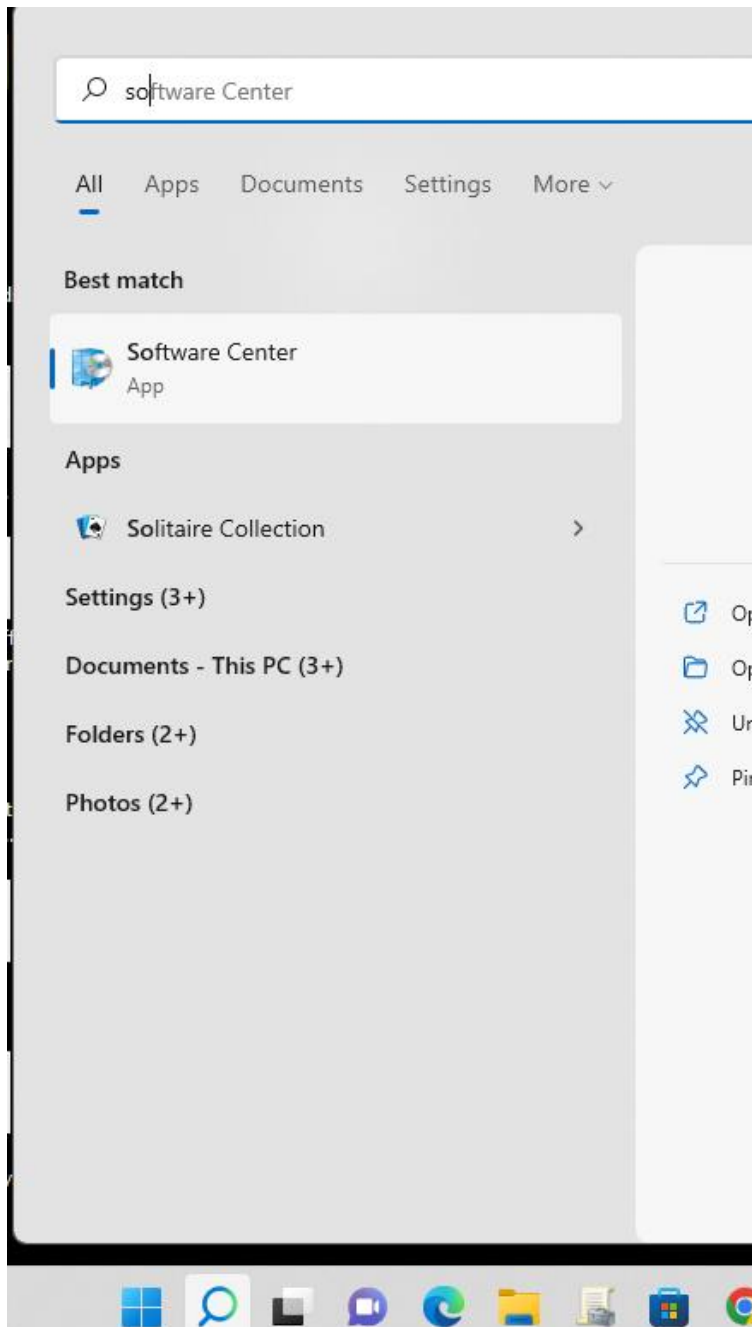 software Center
All Apps Documents Settings More
Best match
Software Center
App
Apps
Solitaire Collection
Settings (3+)
Documents - This PC (3+)
Folders (2+)
Photos (2+)